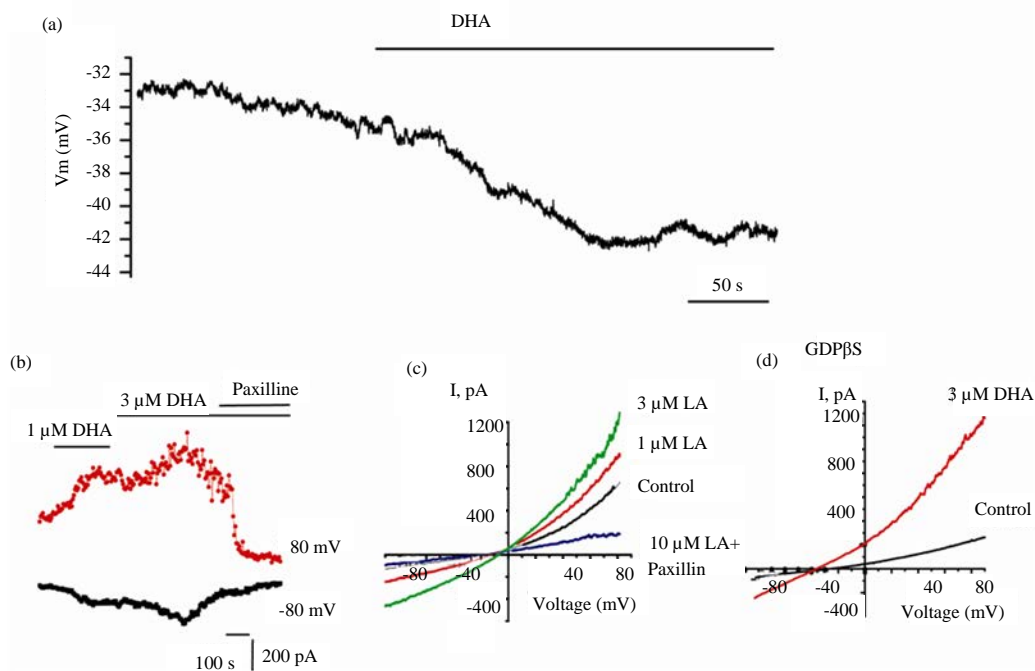 (a)
DHA
Vm (mV)
-32
-34
-36
-38
-40
-42
-44
50 s
(b)
Paxilline
3 µM DHA
1 µM DHA
80 mV
-80 mV
100 s
200 pA
(c)
I, pA
1200
800
400
-400
-80
-40
40
80
Voltage (mV)
3 µM LA
1 µM LA
Control
10 µM LA+
Paxillin
(d)
GDPβS
I, pA
1200
800
400
-400
-80
-40
40
80
Voltage (mV)
3 µM DHA
Control